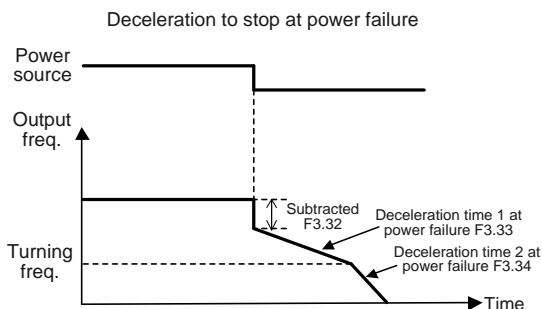 Deceleration to stop at power failure
Power
source
Output
freq.
Subtracted
F3.32
Deceleration time 1 at
power failure F3.33
Turning
freq.
Deceleration time 2 at
power failure F3.34
Time